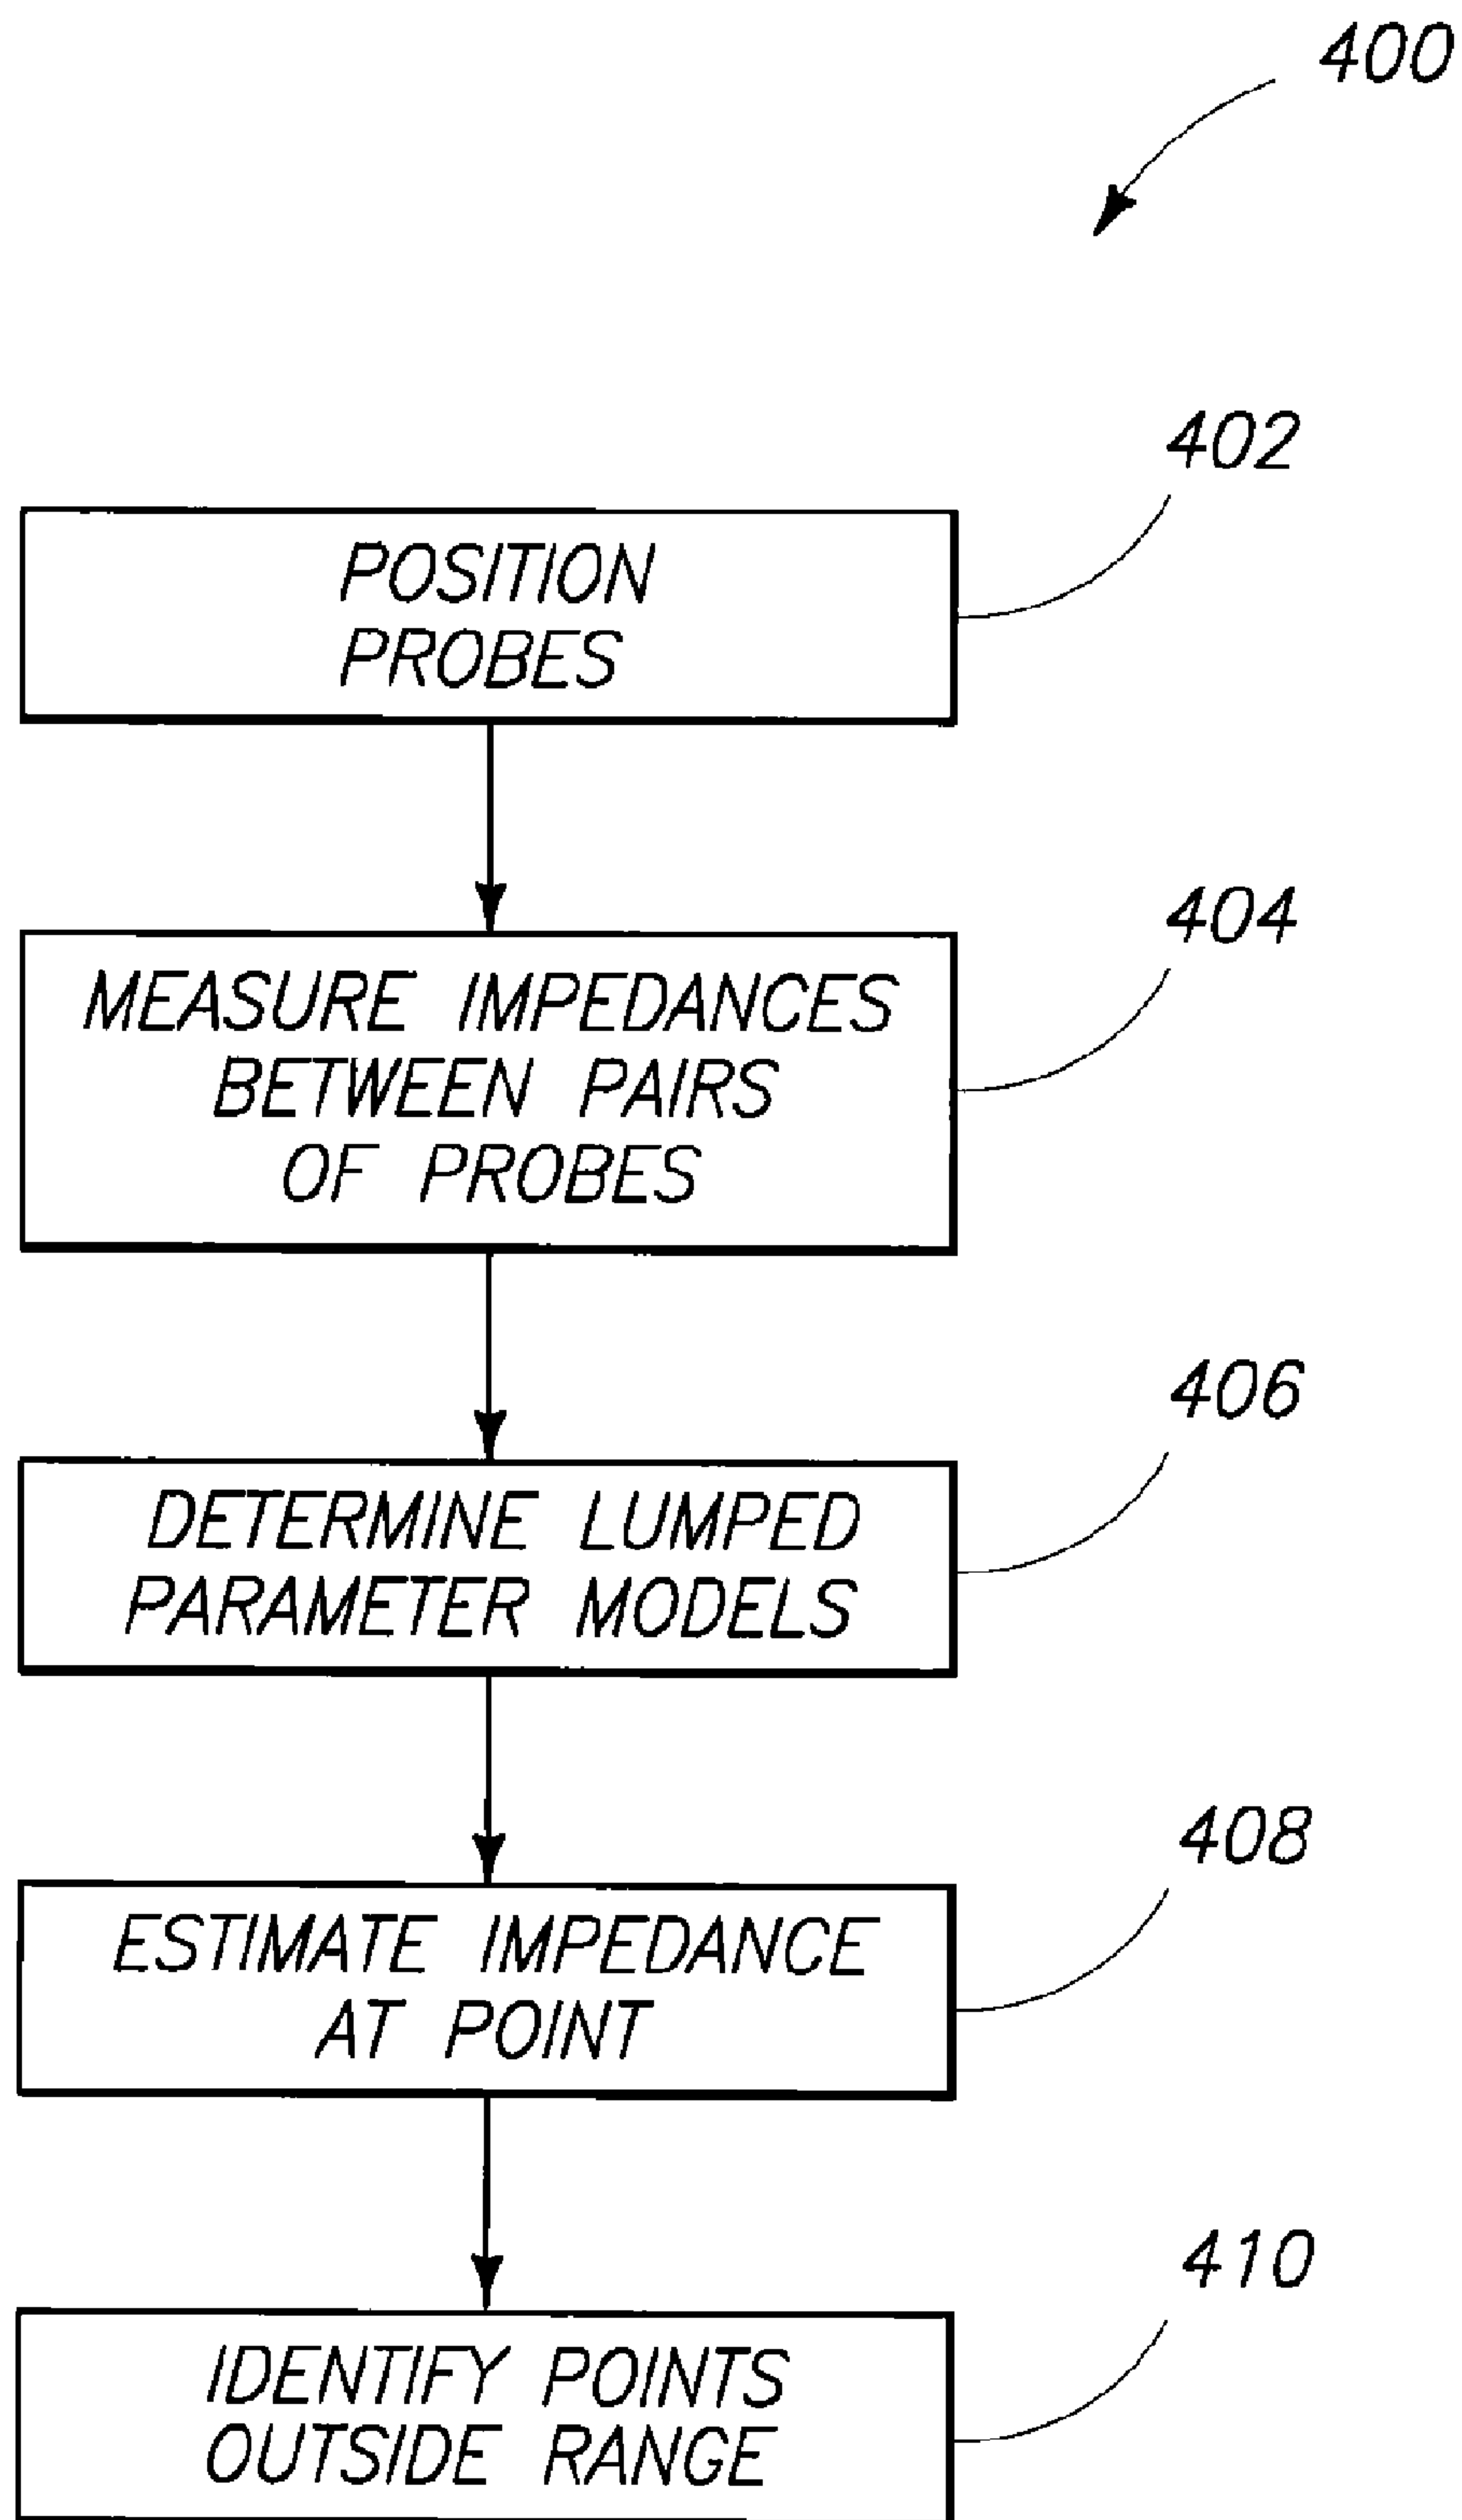 400
402
POSITION
PROBES
404
MEASURE IMPEDANCES
BETWEEN PAIRS
OF PROBES
406
DETERMINE LUMPED
PARAMETER MODELS
408
ESTIMATE IMPEDANCE
AT POINT
410
IDENTIFY POINTS
OUTSIDE RANGE